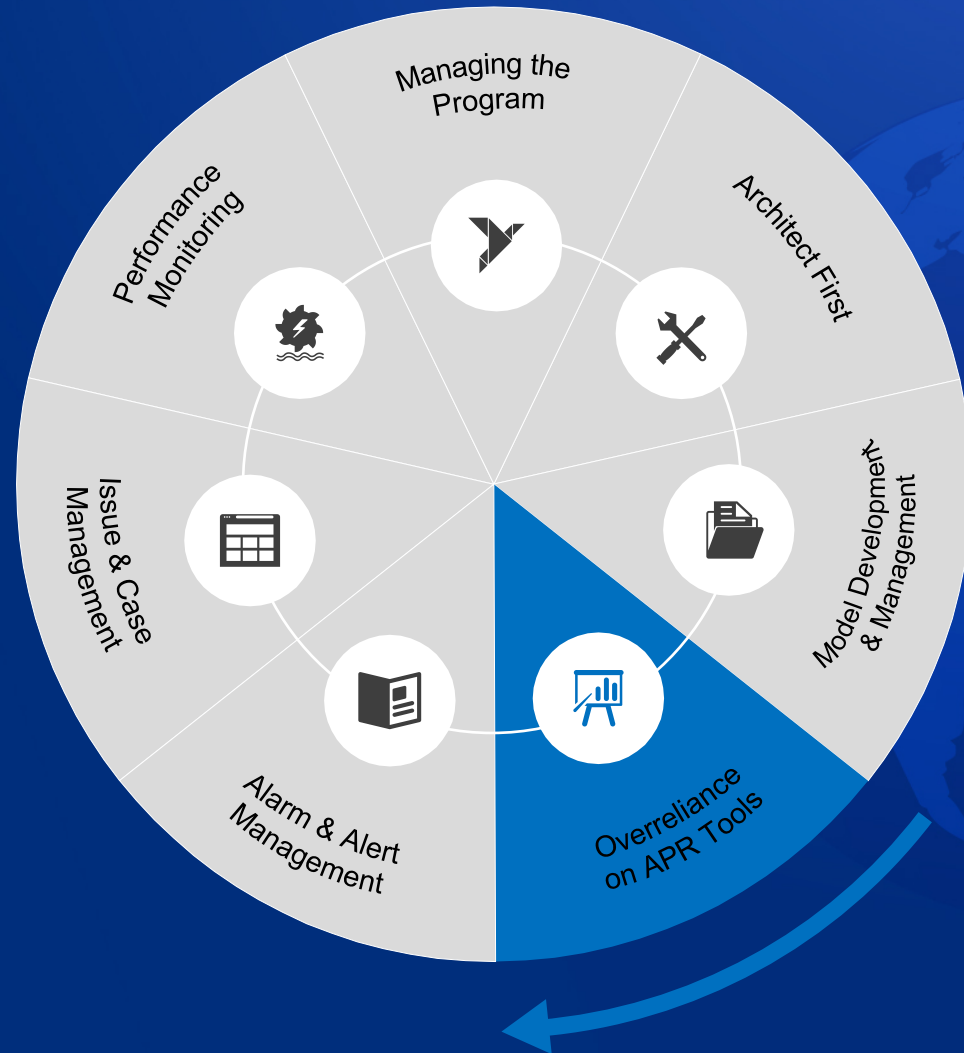 Managing the
Program
Architect First
Model Development
& Management
Overreliance
on APR Tools
Alarm & Alert
Management
Issue & Case
Management
Performance
Monitoring